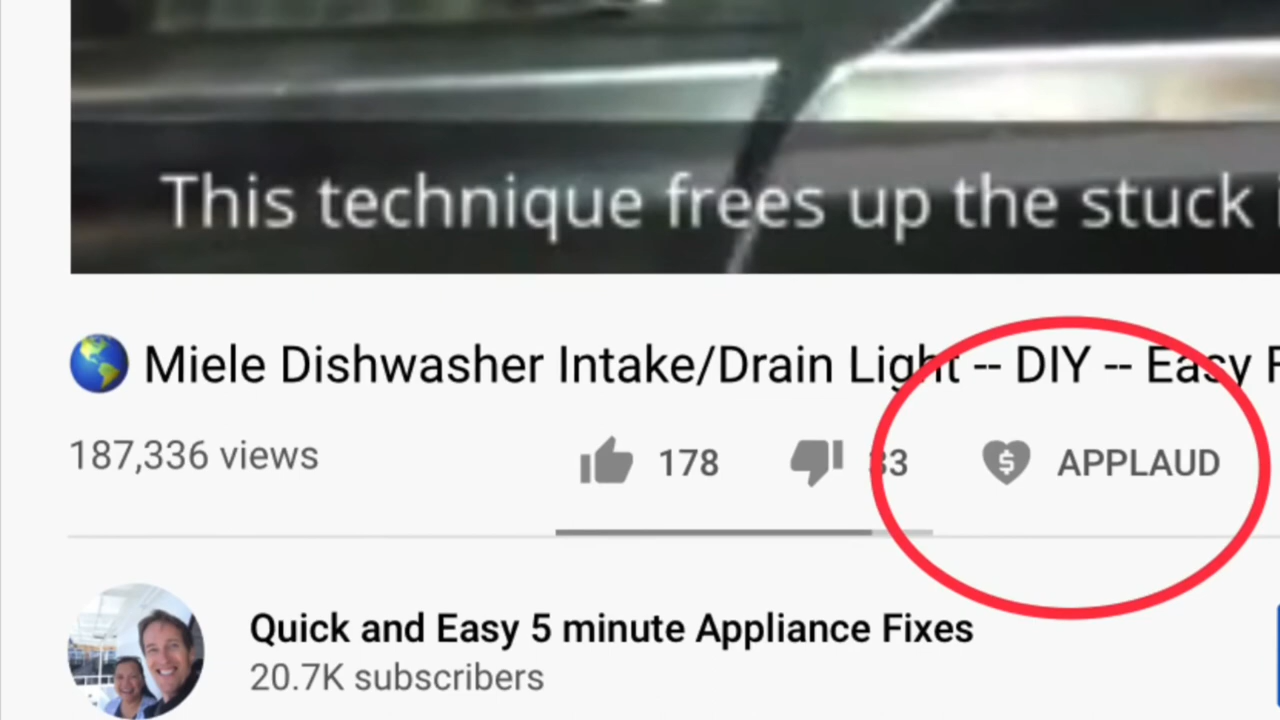 This technique frees up the stuck
Miele Dishwasher Intake/Drain Light -- DIY -- Easy F
187,336 views
178
33
$ APPLAUD
Quick and Easy 5 minute Appliance Fixes
20.7K subscribers